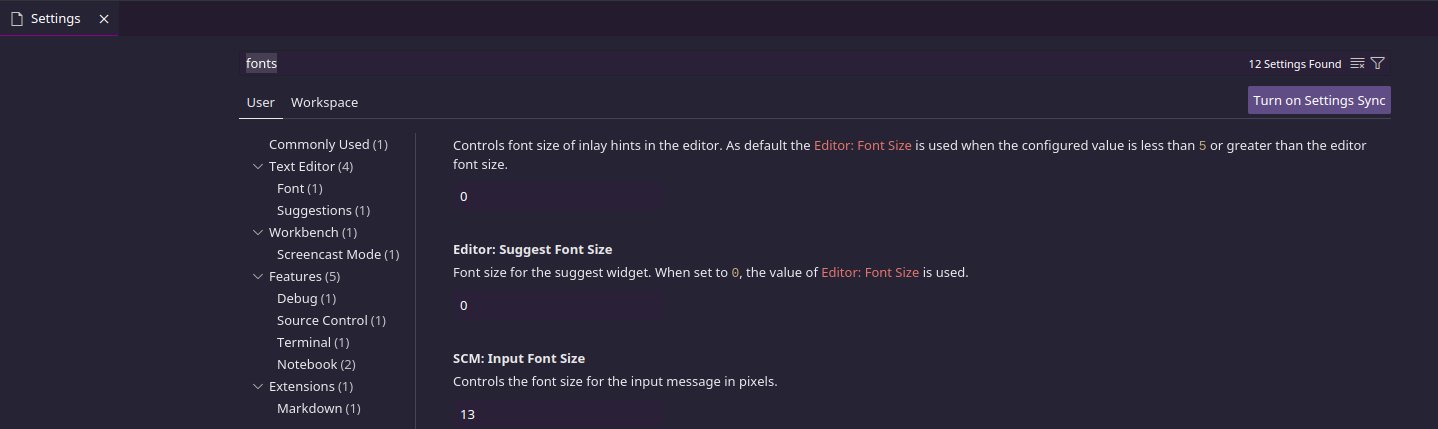 Settings
fonts
12 Settings Found
User Workspace
Turn on Settings Sync
Commonly Used (1)
Text Editor (4)
Font (1)
Suggestions (1)
Workbench (1)
Screencast Mode (1)
Features (5)
Debug (1)
Source Control (1)
Terminal (1)
Notebook (2)
Extensions (1)
Markdown (1)
Controls font size of inlay hints in the editor. As default the Editor: Font Size is used when the configured value is less than 5 or greater than the editor
font size.
0
Editor: Suggest Font Size
Font size for the suggest widget. When set to 0, the value of Editor: Font Size is used.
0
SCM: Input Font Size
Controls the font size for the input message in pixels.
13